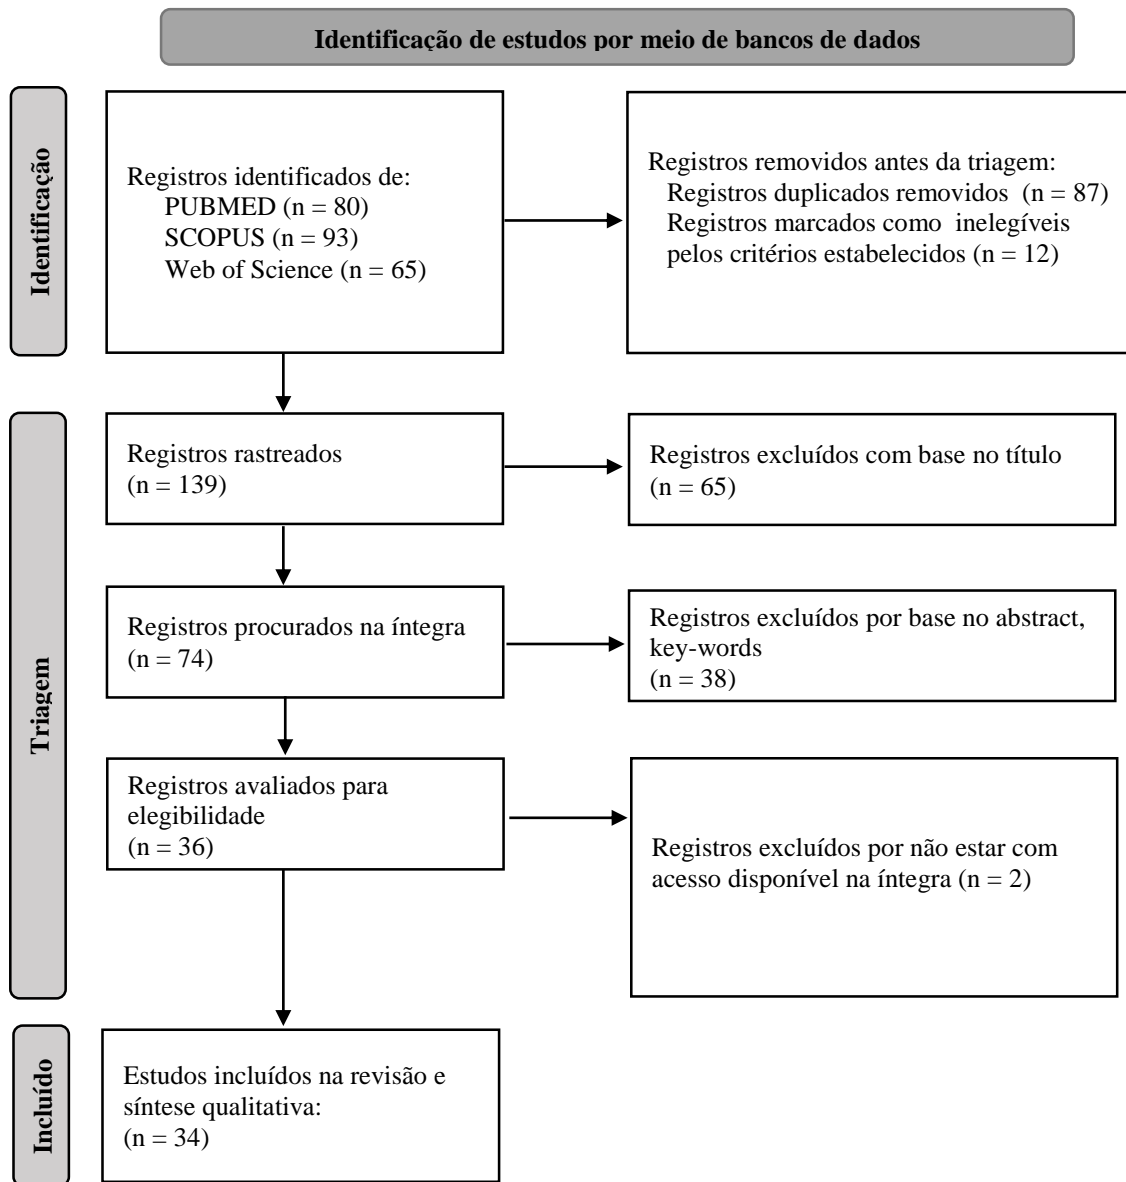 Identificação de estudos por meio de bancos de dados
Identificação
Registros identificados de:
PUBMED (n = 80)
SCOPUS (n = 93)
Web of Science (n = 65)
Registros removidos antes da triagem:
Registros duplicados removidos (n = 87)
Registros marcados como inelegíveis
pelos critérios estabelecidos (n = 12)
Triagem
Registros rastreados
(n = 139)
Registros excluídos com base no título
(n = 65)
Registros procurados na íntegra
(n = 74)
Registros excluídos por base no abstract,
key-words
(n = 38)
Registros avaliados para
elegibilidade
(n = 36)
Registros excluídos por não estar com
acesso disponível na íntegra (n = 2)
Incluído
Estudos incluídos na revisão e
síntese qualitativa:
(n = 34)